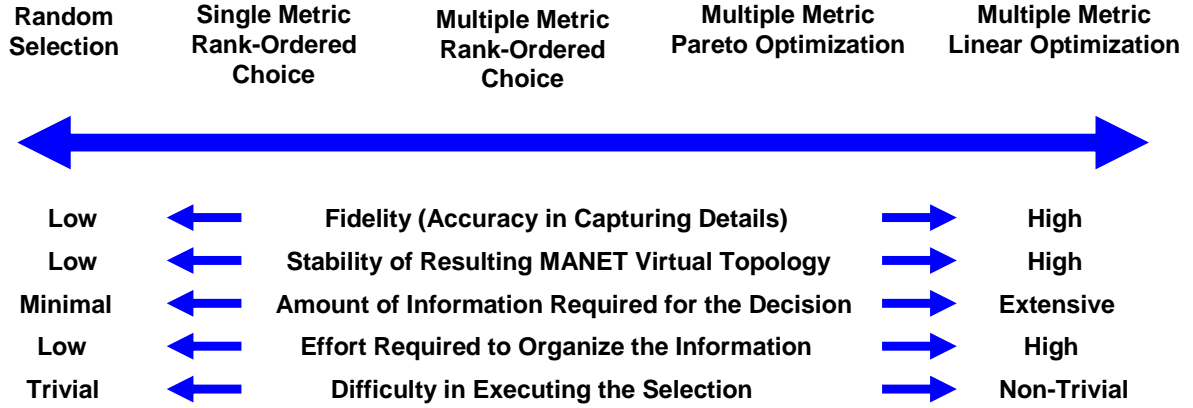 Random
Selection
Single Metric
Rank-Ordered
Choice
Multiple Metric
Rank-Ordered
Choice
Multiple Metric
Pareto Optimization
Multiple Metric
Linear Optimization
Low Fidelity (Accuracy in Capturing Details) High
Low Stability of Resulting MANET Virtual Topology High
Minimal Amount of Information Required for the Decision Extensive
Low Effort Required to Organize the Information High
Trivial Difficulty in Executing the Selection Non-Trivial